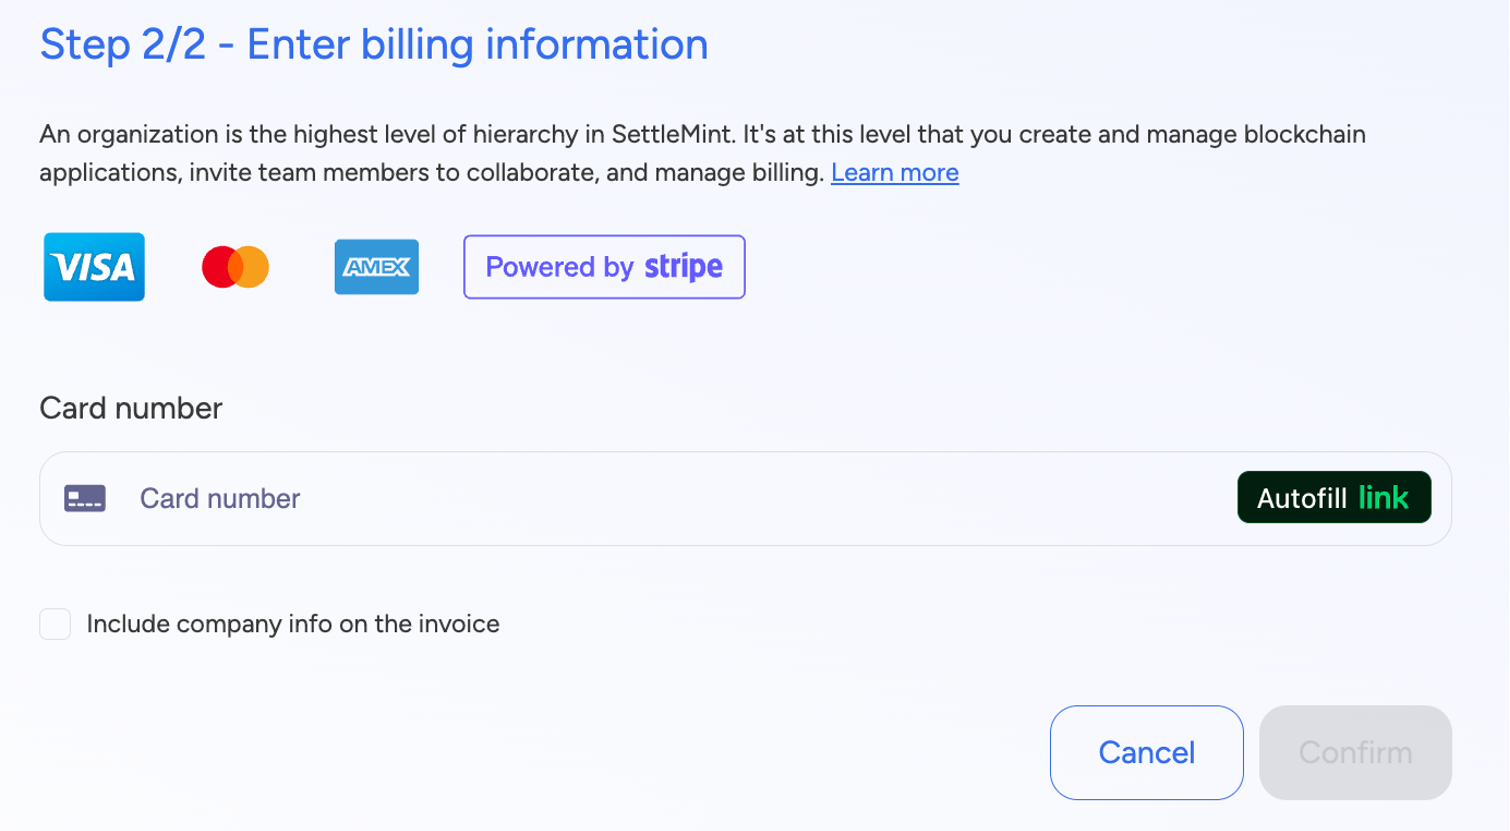 Step 2/2 - Enter billing information
An organization is the highest level of hierarchy in SettleMint. It's at this level that you create and manage blockchain
applications, invite team members to collaborate, and manage billing. Learn more
VISA AMEX Powered by stripe
Card number
Card number Autofill link
Include company info on the invoice
Cancel Confirm